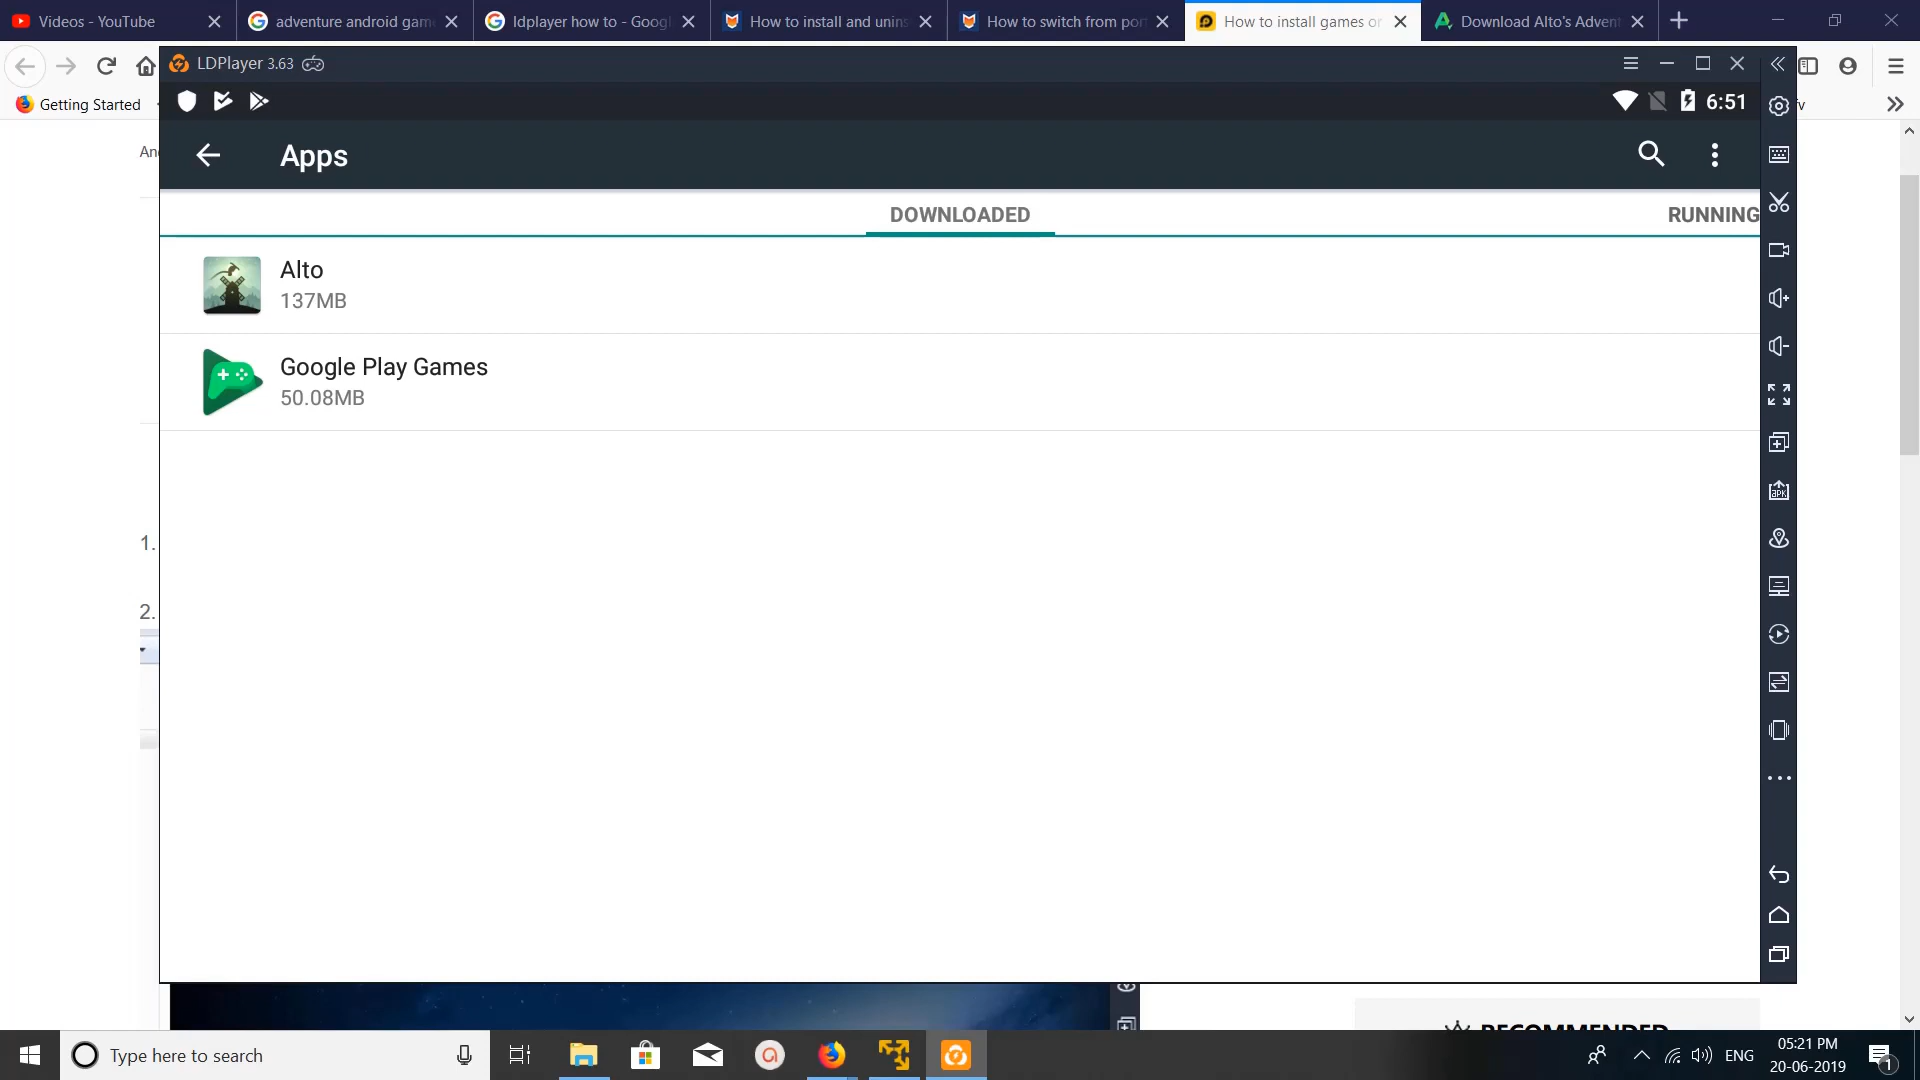 Videos - YouTube
adventure android gam
ldplayer how to - Googl
How to install and unins
How to switch from por
How to install games or
Download Alto's Advent
LDPlayer 3.63
Getting Started
6:51
Apps
DOWNLOADED
RUNNING
Alto
137MB
Google Play Games
50.08MB
APK
1.
2.
RECOMMENDED
Type here to search
ENG
05:21 PM
20-06-2019
1